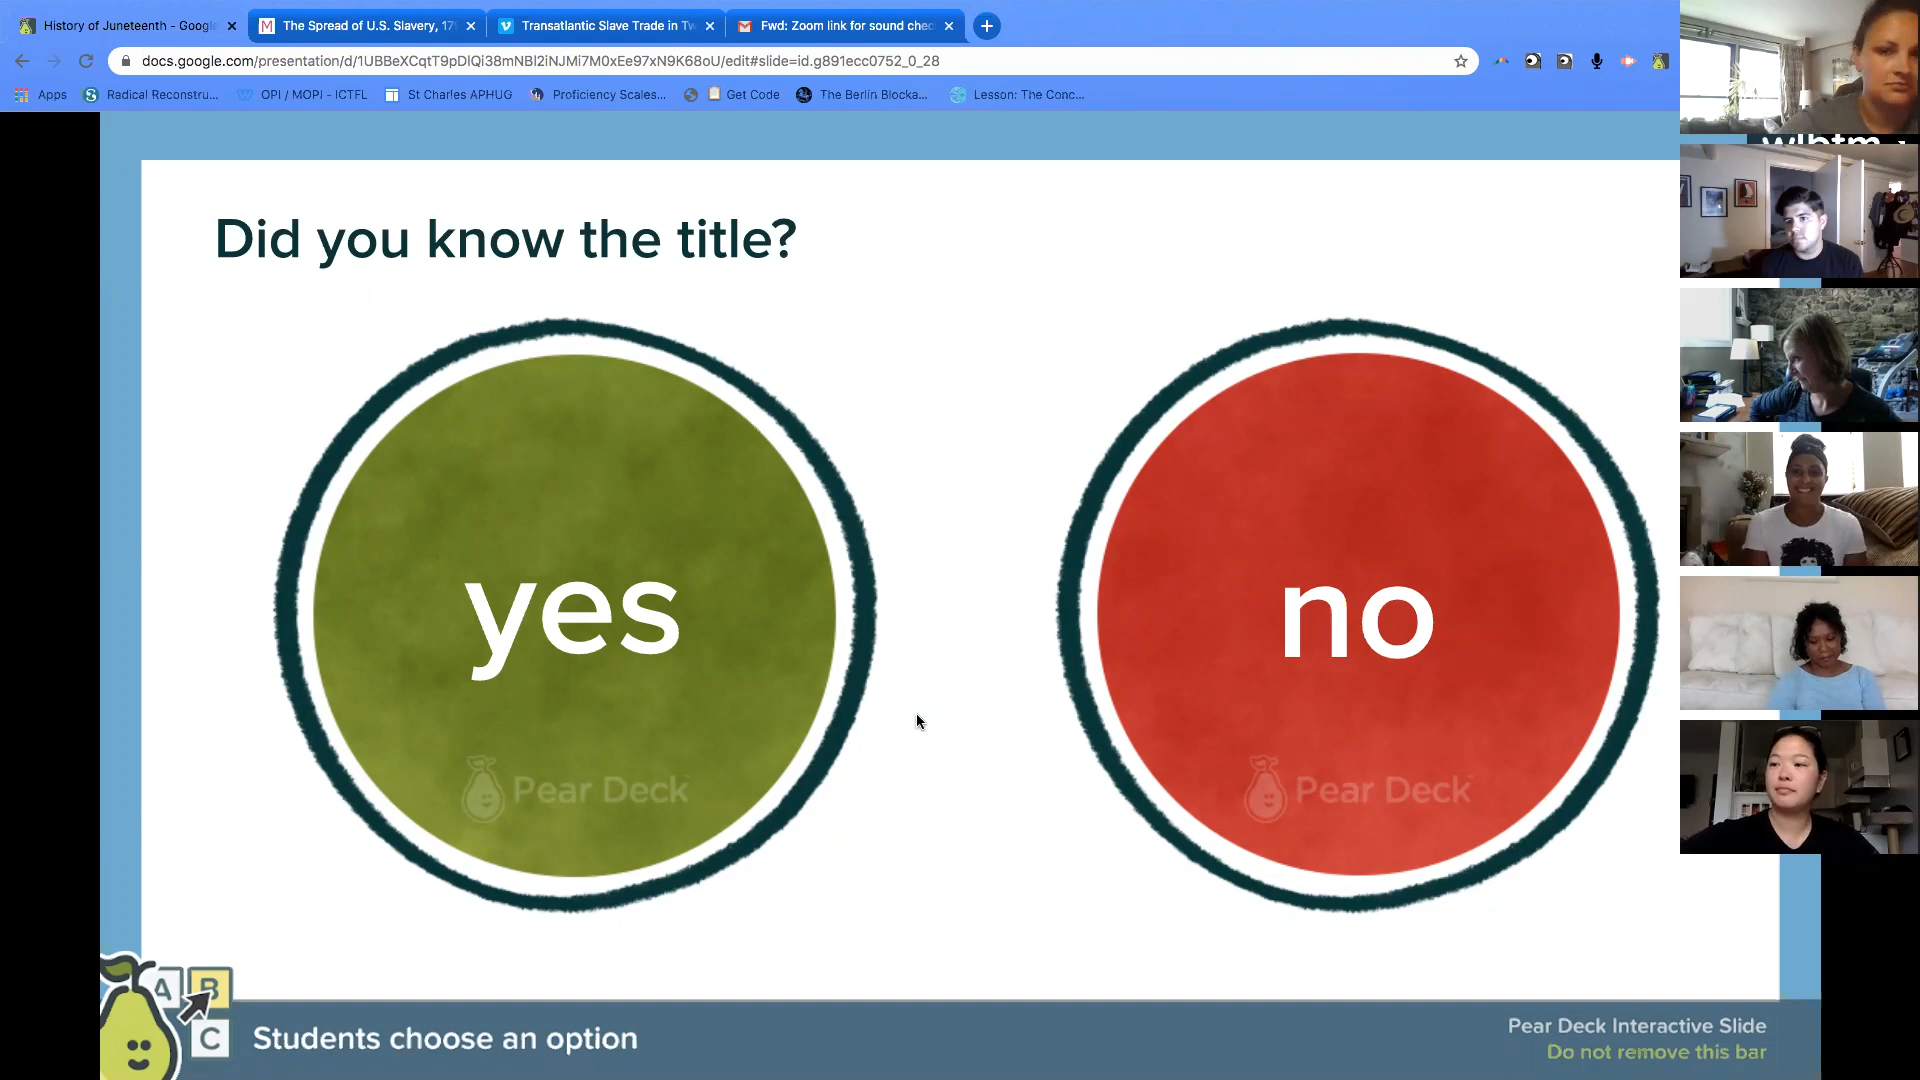 History of Juneteenth - Google
The Spread of U.S. Slavery, 179
Transatlantic Slave Trade in Tw
Fwd: Zoom link for sound chec
docs.google.com/presentation/d/1UBBeXCqtT9pDlQi38mNBl2iNJMi7M0xEe97xN9K68oU/edit#slide=id.g891ecc0752_0_28
Apps
Radical Reconstru...
OPI / MOPI - ICTFL
St Charles APHUG
Proficiency Scales...
Get Code
The Berlin Blocka...
Lesson: The Conc...
Did you know the title?
yes
no
Pear Deck
Pear Deck
A B
C
Students choose an option
Pear Deck Interactive Slide
Do not remove this bar